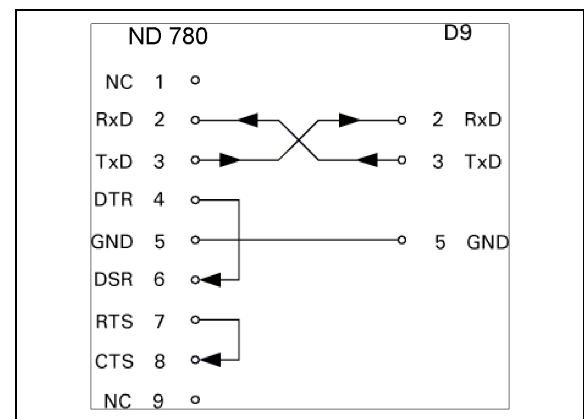 ND 780 D9
NC 1
RxD 2 2 RxD
TxD 3 3 TxD
DTR 4
GND 5 5 GND
DSR 6
RTS 7
CTS 8
NC 9